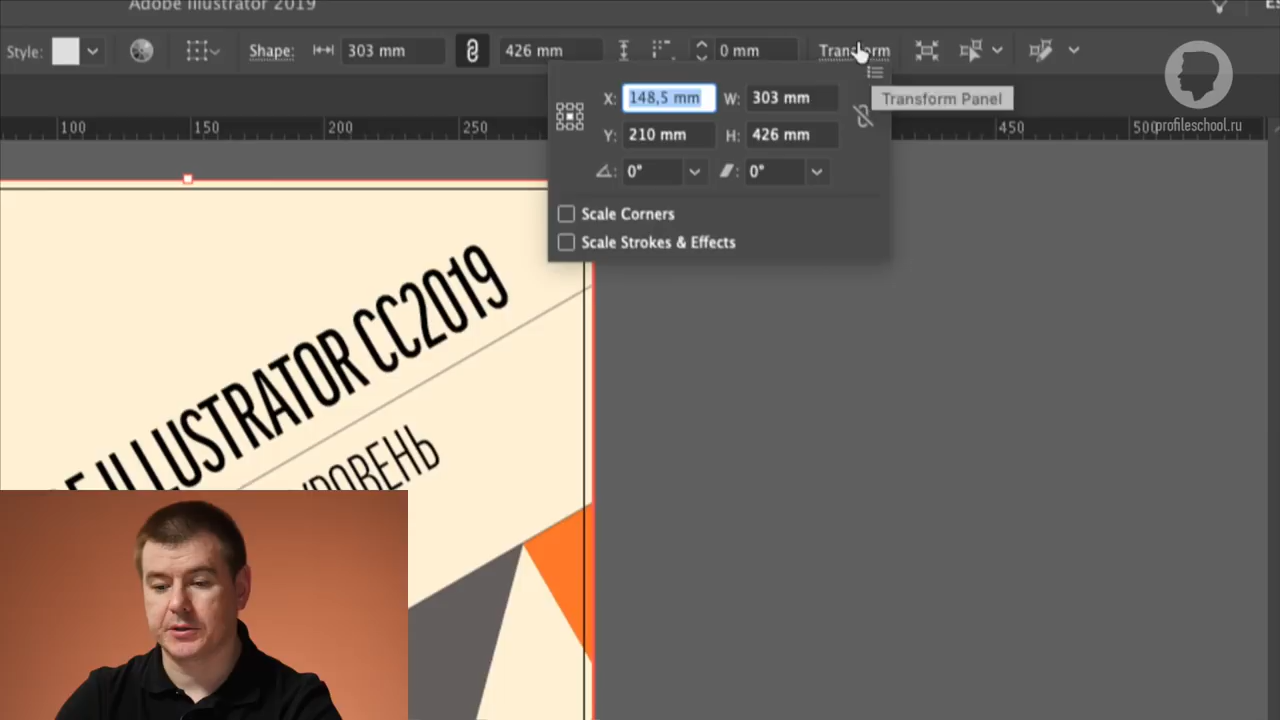 Adobe Illustrator 2019
Style:
Shape:
303 mm
426 mm
0 mm
Transform
X: 148,5 mm W: 303 mm
Transform Panel
Y: 210 mm H: 426 mm
profileschool.ru
100 150 200 250 450 500
0° 0°
Scale Corners
Scale Strokes & Effects
ILLUSTRATOR CC2019